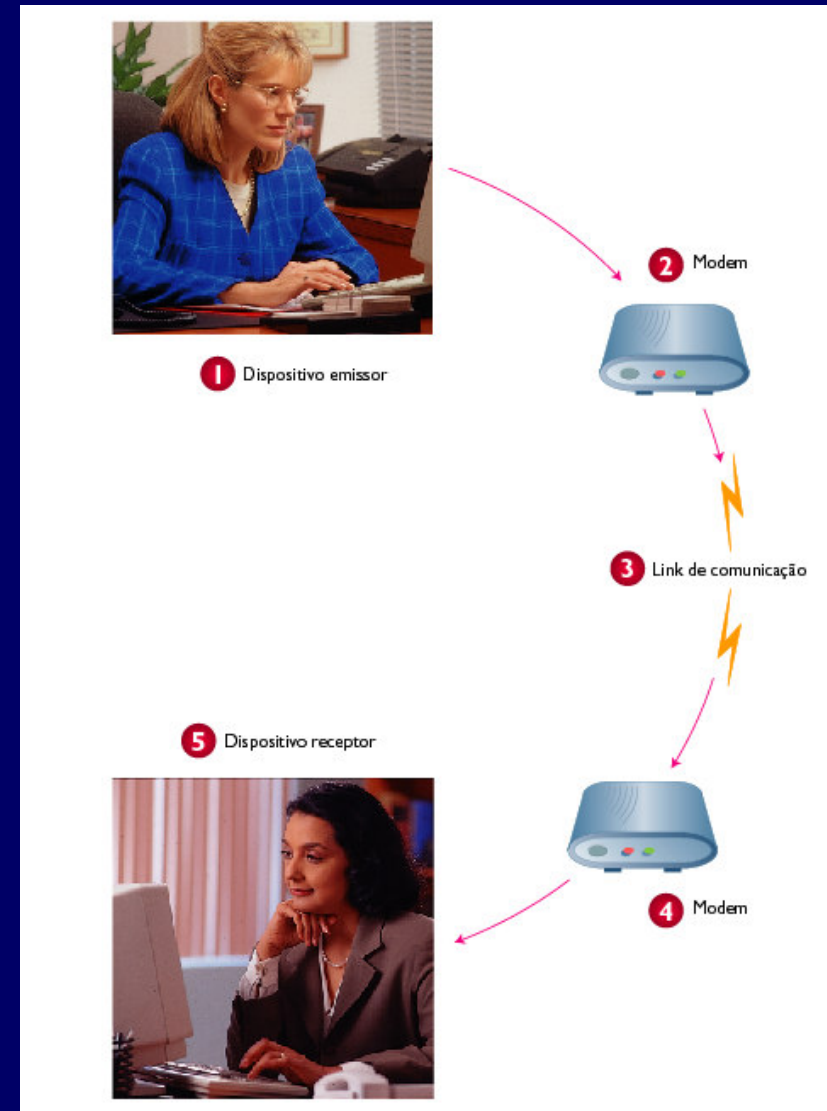 1 Dispositivo emissor
2 Modem
3 Link de comunicação
4 Modem
5 Dispositivo receptor